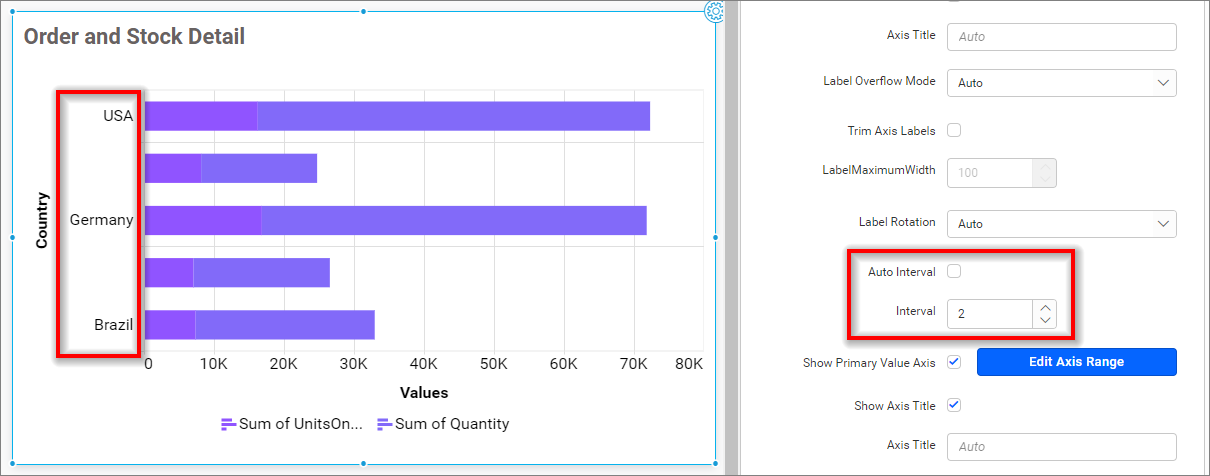 Order and Stock Detail
Country
USA
Germany
Brazil
0 10K 20K 30K 40K 50K 60K 70K 80K
Values
Sum of UnitsOn... Sum of Quantity
Axis Title Auto
Label Overflow Mode Auto
Trim Axis Labels
LabelMaximumWidth 100
Label Rotation Auto
Auto Interval
Interval 2
Show Primary Value Axis Edit Axis Range
Show Axis Title
Axis Title Auto